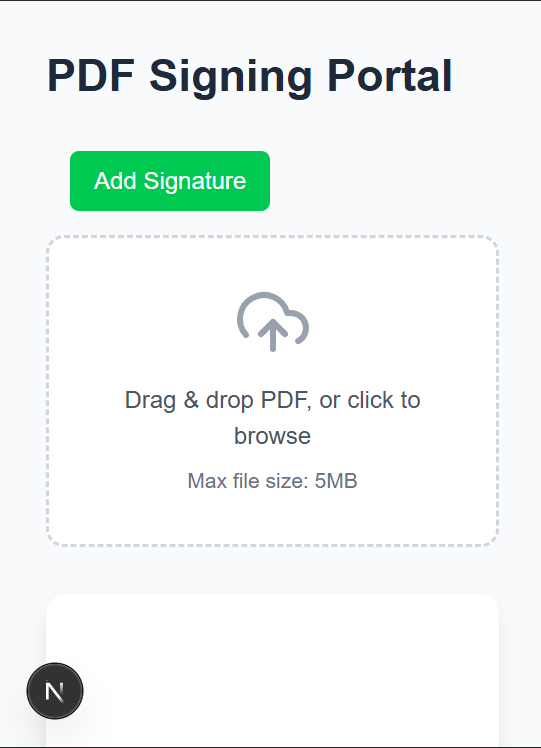 PDF Signing Portal
Add Signature
Drag & drop PDF, or click to
browse
Max file size: 5MB
N